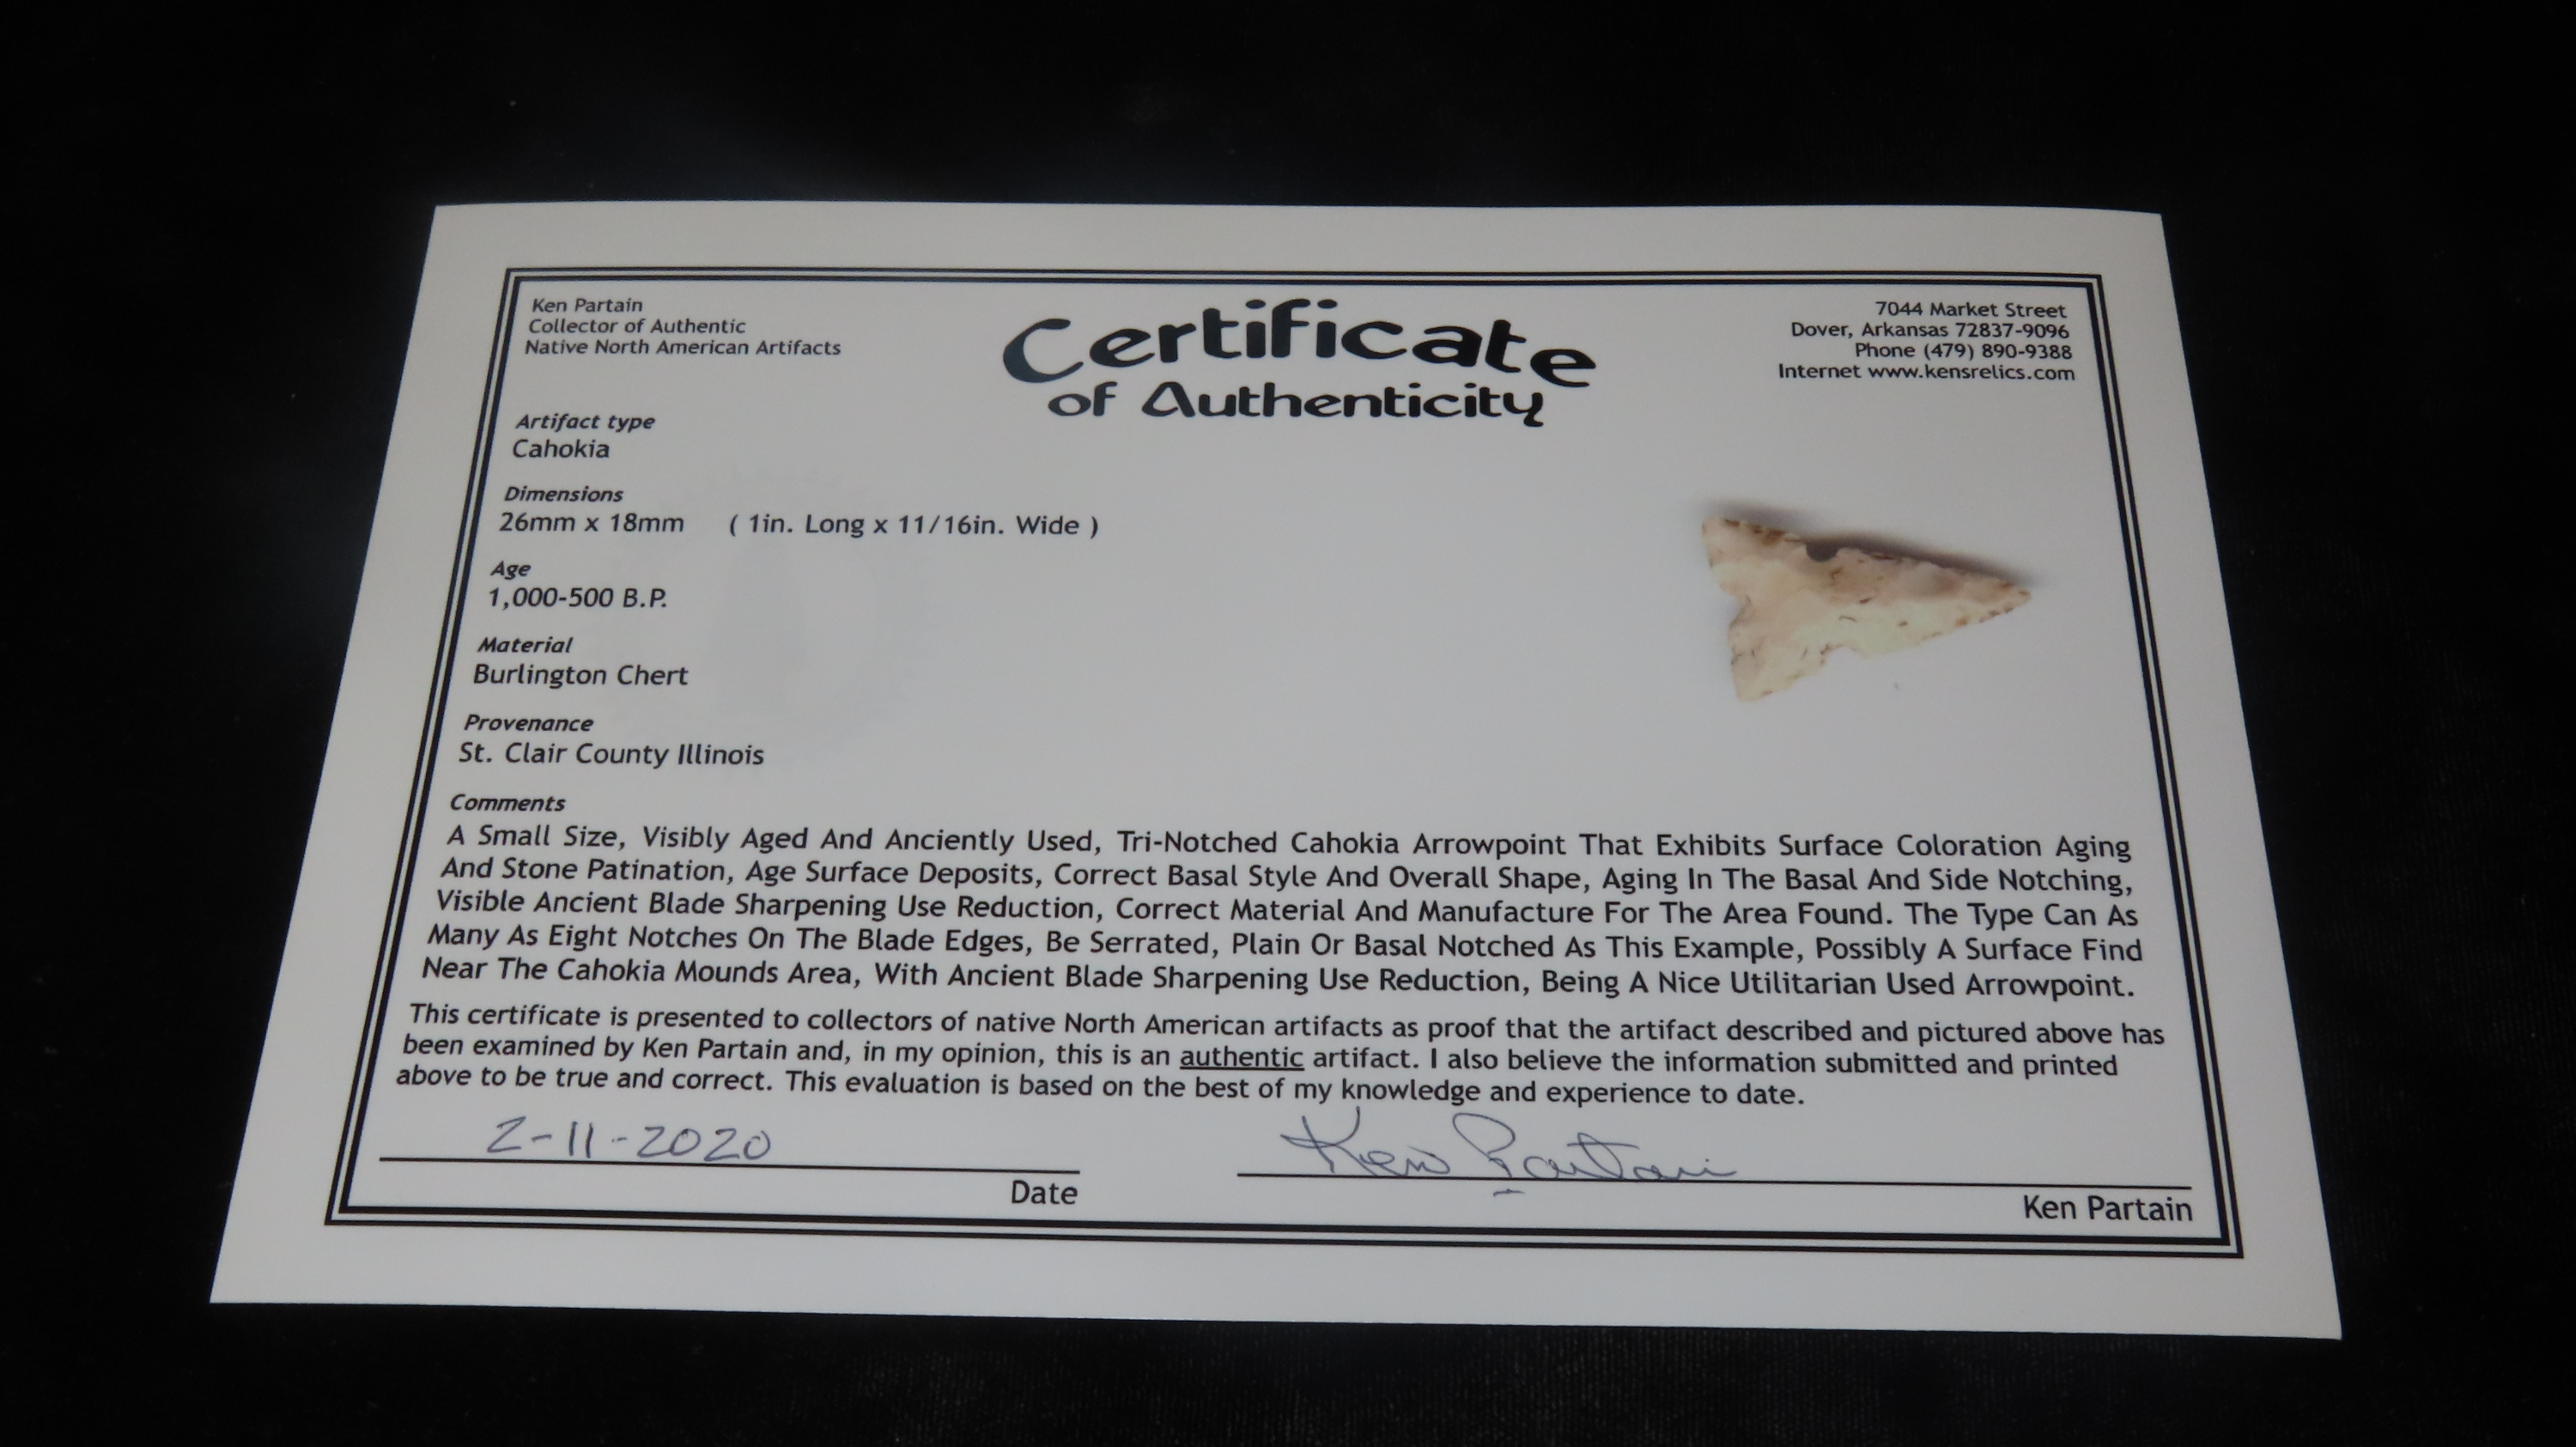 Ken Partain
Collector of Authentic
Native North American Artifacts
Certificate
of Authenticity
7044 Market Street
Dover, Arkansas 72837-9096
Phone (479) 890-9388
Internet www.kensrelics.com
Artifact type
Cahokia
Dimensions
26mm x 18mm ( 1in. Long x 11/16in. Wide )
Age
1,000-500 B.P.
Material
Burlington Chert
Provenance
St. Clair County Illinois
Comments
A Small Size, Visibly Aged And Anciently Used, Tri-Notched Cahokia Arrowpoint That Exhibits Surface Coloration Aging
And Stone Patination, Age Surface Deposits, Correct Basal Style And Overall Shape, Aging In The Basal And Side Notching,
Visible Ancient Blade Sharpening Use Reduction, Correct Material And Manufacture For The Area Found. The Type Can As
Many As Eight Notches On The Blade Edges, Be Serrated, Plain Or Basal Notched As This Example, Possibly A Surface Find
Near The Cahokia Mounds Area, With Ancient Blade Sharpening Use Reduction, Being A Nice Utilitarian Used Arrowpoint.
This certificate is presented to collectors of native North American artifacts as proof that the artifact described and pictured above has
been examined by Ken Partain and, in my opinion, this is an authentic artifact. I also believe the information submitted and printed
above to be true and correct. This evaluation is based on the best of my knowledge and experience to date.
2-11-2020
Ken Partain
Date
Ken Partain